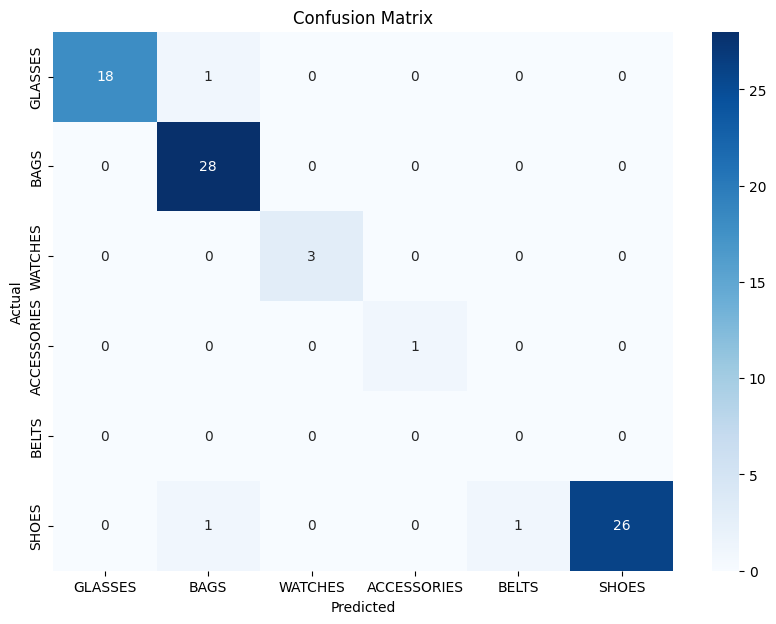 Confusion Matrix
GLASSES 18 1 0 0 0 0
BAGS 0 28 0 0 0 0
WATCHES 0 0 3 0 0 0
ACCESSORIES 0 0 0 1 0 0
BELTS 0 0 0 0 0 0
SHOES 0 1 0 0 1 26
Actual
GLASSES BAGS WATCHES ACCESSORIES BELTS SHOES
Predicted
25
20
15
10
5
0